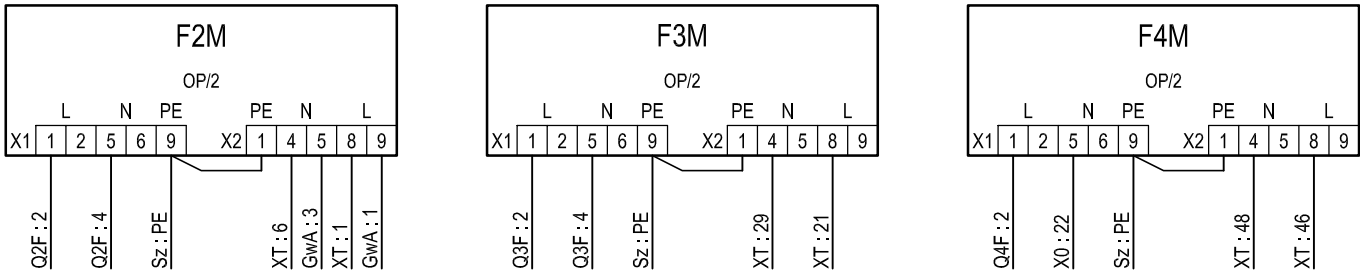 F2M
OP/2
L N PE PE N L
X1 1 2 5 6 9 X2 1 4 5 8 9
Q2F : 2
Q2F : 4
Sz : PE
XT : 6
GwA : 3
XT : 1
GwA : 1
F3M
OP/2
L N PE PE N L
X1 1 2 5 6 9 X2 1 4 5 8 9
Q3F : 2
Q3F : 4
Sz : PE
XT : 29
XT : 21
F4M
OP/2
L N PE PE N L
X1 1 2 5 6 9 X2 1 4 5 8 9
Q4F : 2
X0 : 22
Sz : PE
XT : 48
XT : 46